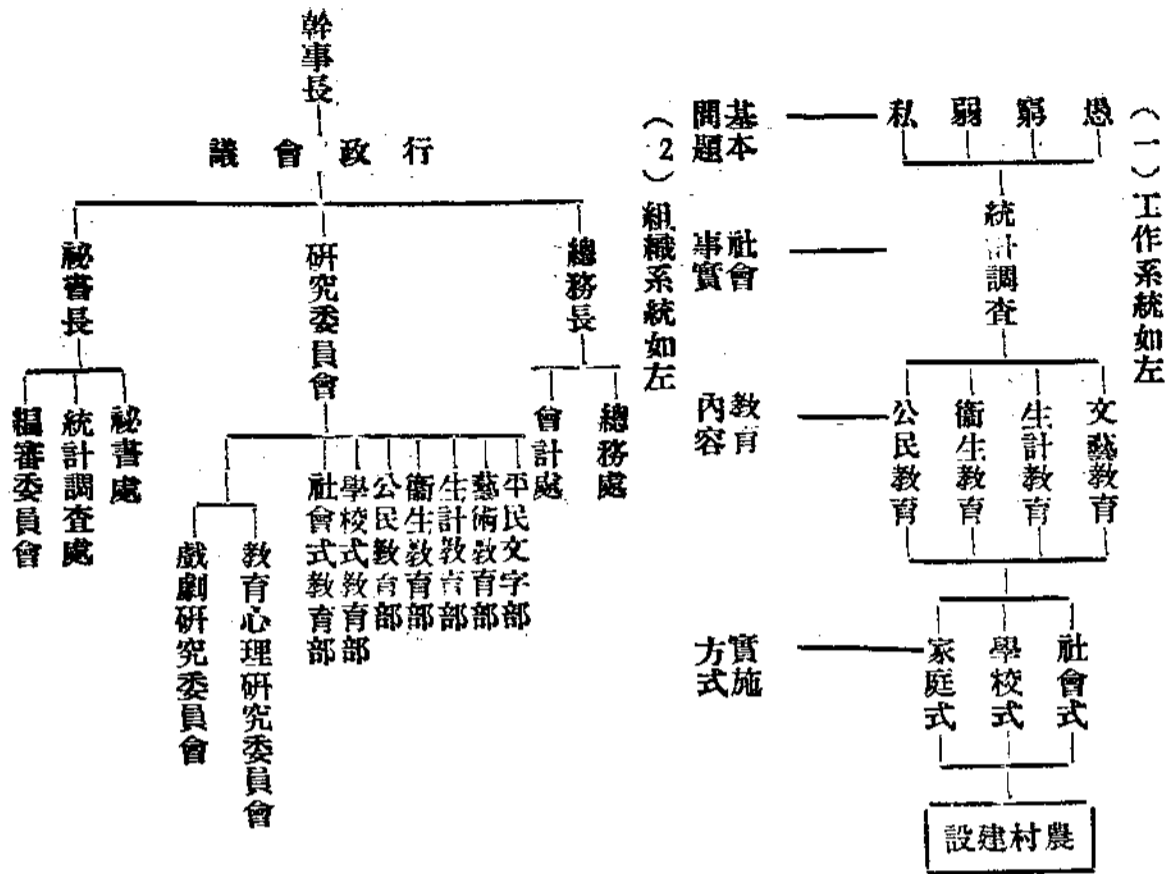 （一）工作系統如左
愚
窮
弱
私
基本問題
統計調查
社會事實
文藝教育
生計教育
衞生教育
公民教育
教育內容
社會式
學校式
家庭式
實施方式
農村建設
（2）組織系統如左
幹事長
行政會議
總務長
研究委員會
祕書長
總務處
會計處
平民文字部
藝術教育部
生計教育部
衞生教育部
公民教育部
學校式教育部
社會式教育部
教育心理研究委員會
戲劇研究委員會
祕書處
統計調查處
編審委員會